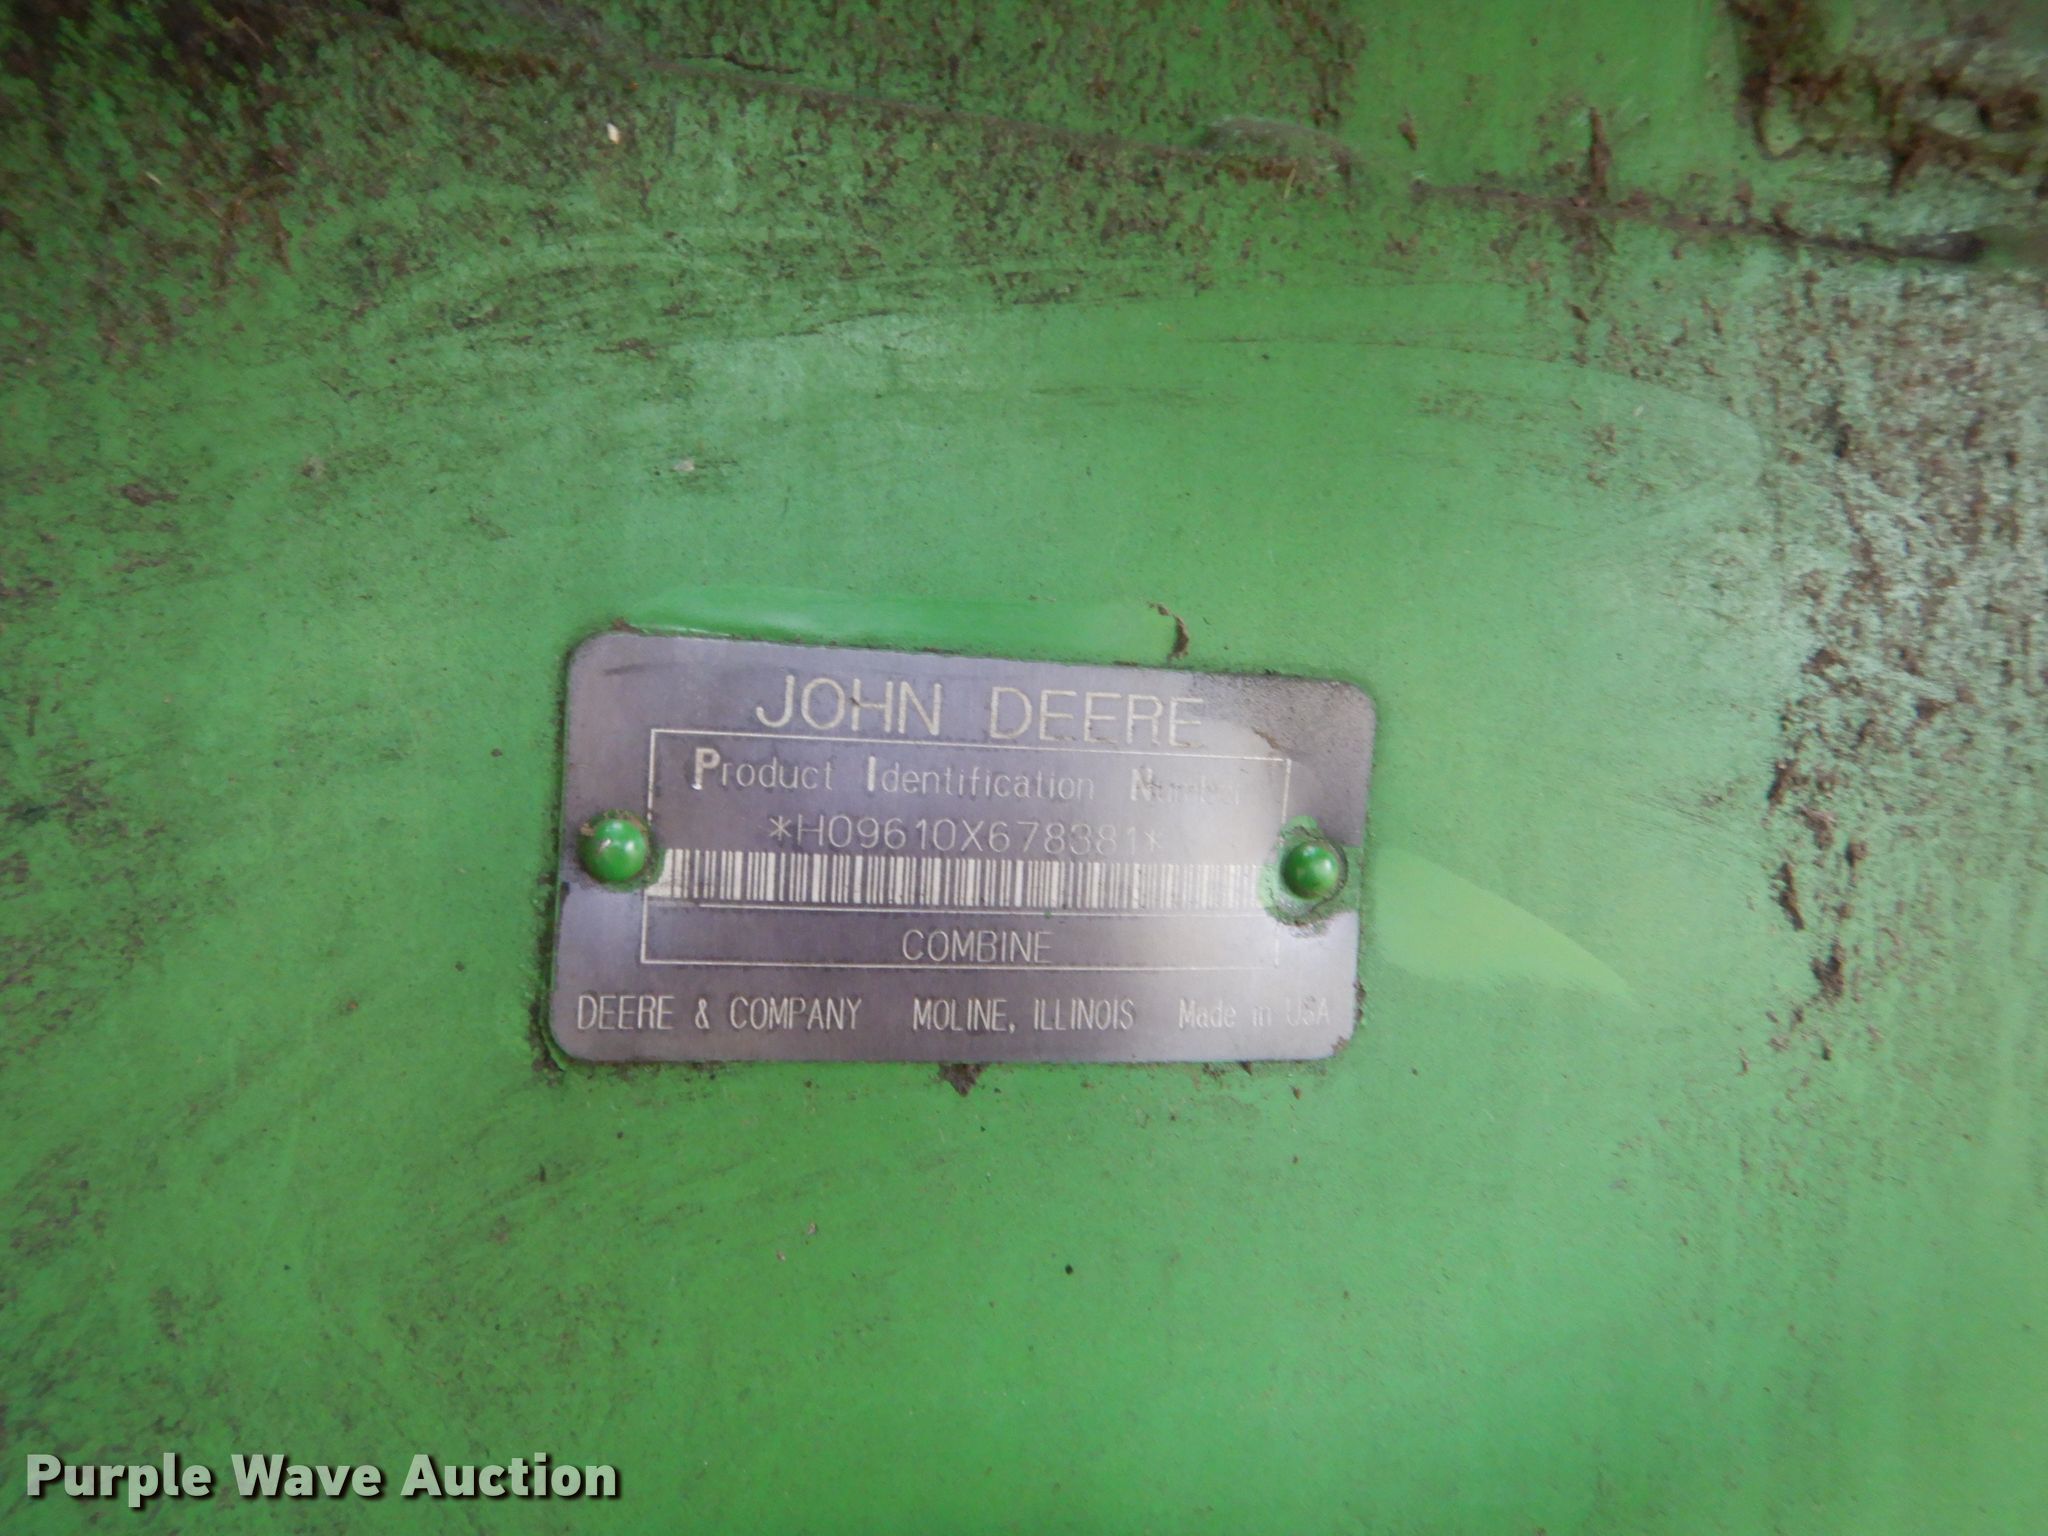 JOHN DEERE
Product Identification Number
*H09610X678381*
COMBINE
DEERE & COMPANY MOLINE, ILLINOIS Made in USA
Purple Wave Auction